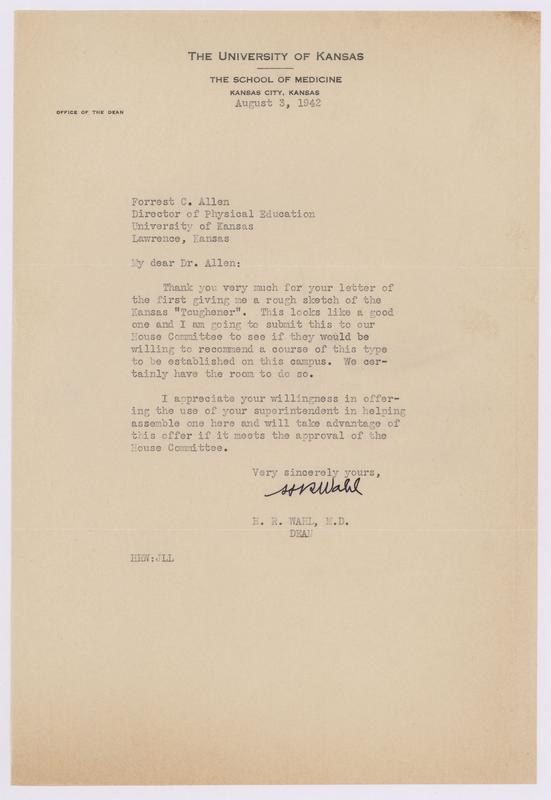 THE UNIVERSITY OF KANSAS
THE SCHOOL OF MEDICINE
KANSAS CITY, KANSAS
August 3, 1942
OFFICE OF THE DEAN
Forrest C. Allen
Director of Physical Education
University of Kansas
Lawrence, Kansas
My dear Dr. Allen:
Thank you very much for your letter of
the first giving me a rough sketch of the
Kansas "Toughener". This looks like a good
one and I am going to submit this to our
House Committee to see if they would be
willing to recommend a course of this type
to be established on this campus. We cer-
tainly have the room to do so.
I appreciate your willingness in offer-
ing the use of your superintendent in helping
assemble one here and will take advantage of
this offer if it meets the approval of the
House Committee.
Very sincerely yours,
H R Wahl
H. R. WAHL, M.D.
DEAN
HRW:JLL